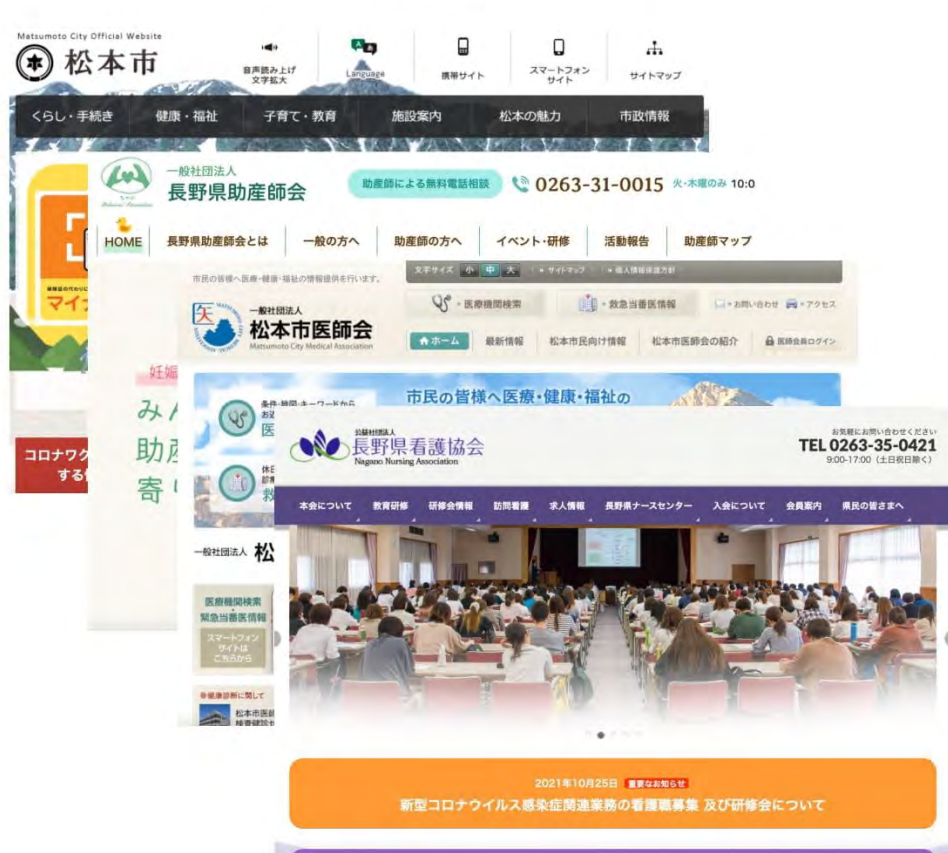 Matsumoto City Official Website
松本市
音声読み上げ
文字拡大
Language
携帯サイト
スマートフォン
サイト
サイトマップ
くらし・手続き 健康・福祉 子育て・教育 施設案内 松本の魅力 市政情報
一般社団法人
長野県助産師会
助産師による無料電話相談 0263-31-0015 火・木曜のみ 10:0
HOME 長野県助産師会とは 一般の方へ 助産師の方へ イベント・研修 活動報告 助産師マップ
マイナ
市民の皆様へ医療・健康・福祉の情報提供を行います。
文字サイズ 小 中 大 サイトマップ 個人情報保護方針
医療機関検索 救急当番医情報 お問い合わせ アクセス
医
一般社団法人
松本市医師会
Matsumoto City Medical Association
ホーム 最新情報 松本市民向け情報 松本市医師会の紹介 医師会員ログイン
妊娠
みん
助産
寄り
市民の皆様へ医療・健康・福祉の
コロナワク
する
公益社団法人
長野県看護協会
Nagano Nursing Association
お気軽にお問い合わせください
TEL 0263-35-0421
9:00-17:00（土日祝日除く）
本会について 教育研修 研修会情報 訪問看護 求人情報 長野県ナースセンター 入会について 会員案内 県民の皆さまへ
一般社団法人 松
医療機関検索
緊急当番医情報
スマートフォン
サイトは
こちらから
健康診断に関して
松本市医師
2021年10月25日 重要なお知らせ
新型コロナウイルス感染症関連業務の看護職募集 及び研修会について